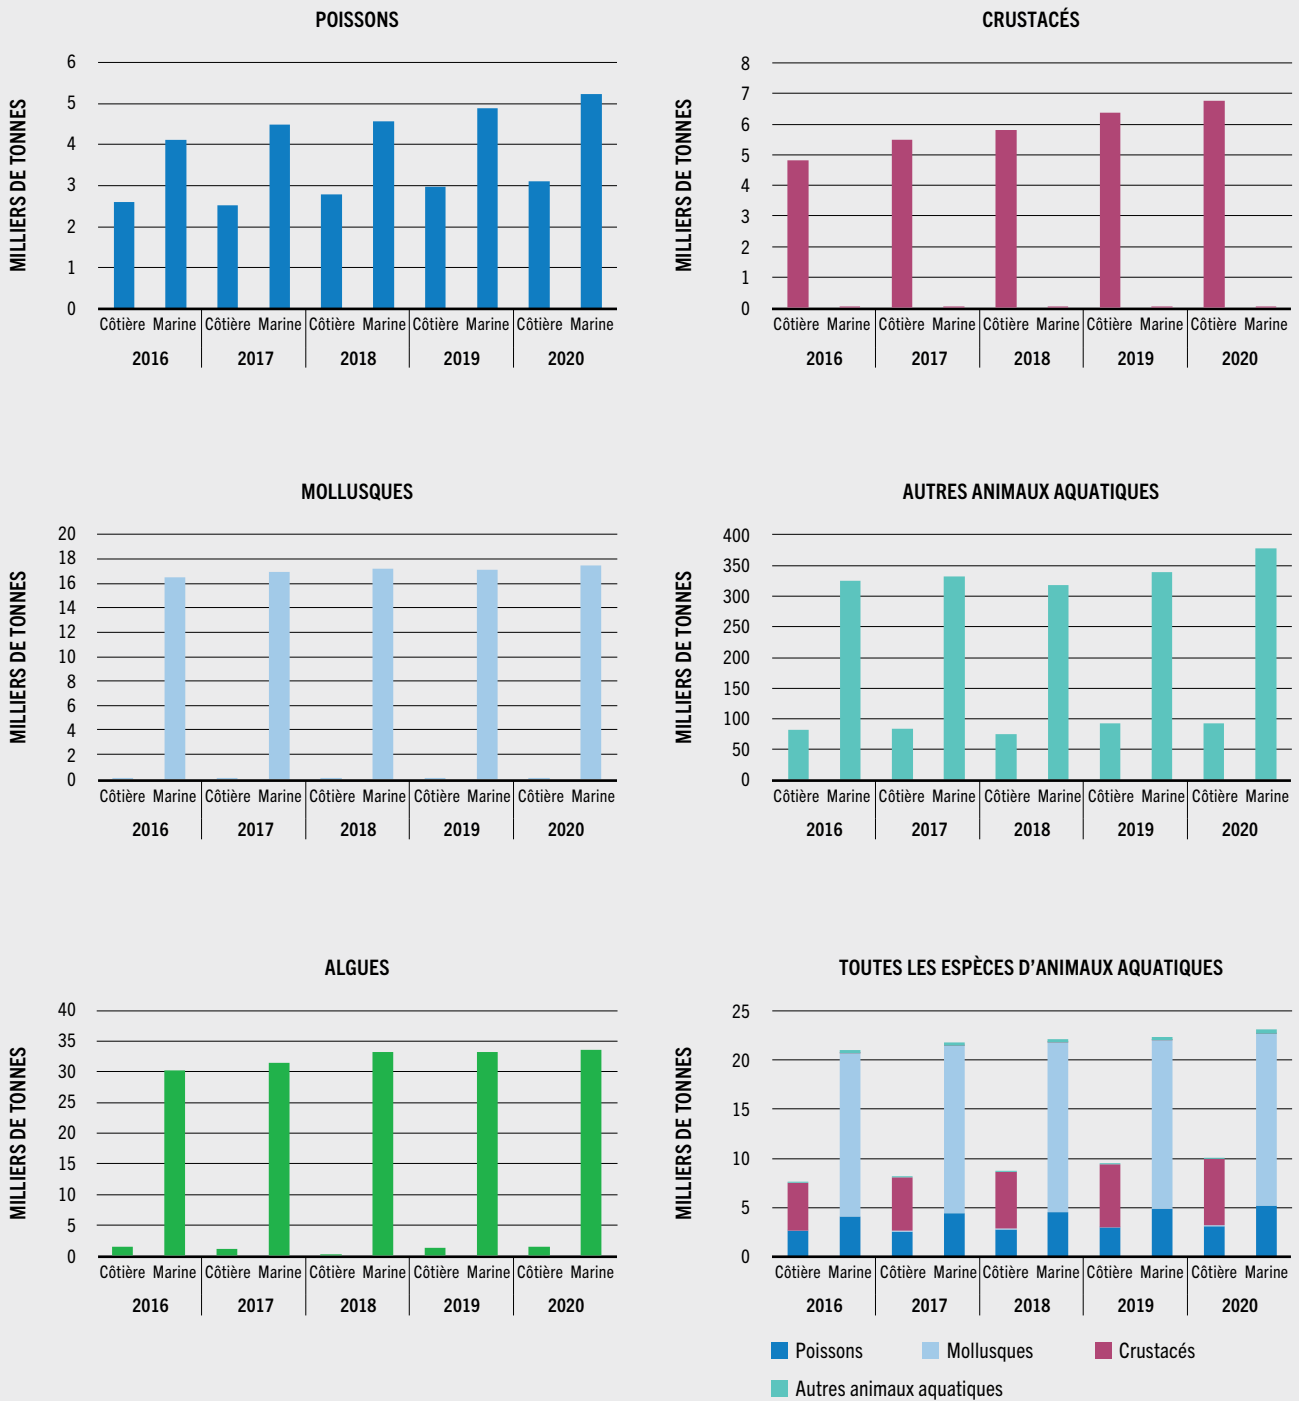 POISSONS
MILLIERS DE TONNES
6
5
4
3
2
1
0
Côtière Marine Côtière Marine Côtière Marine Côtière Marine Côtière Marine
2016 2017 2018 2019 2020
CRUSTACÉS
MILLIERS DE TONNES
8
7
6
5
4
3
2
1
0
Côtière Marine Côtière Marine Côtière Marine Côtière Marine Côtière Marine
2016 2017 2018 2019 2020
MOLLUSQUES
MILLIERS DE TONNES
20
18
16
14
12
10
8
6
4
2
0
Côtière Marine Côtière Marine Côtière Marine Côtière Marine Côtière Marine
2016 2017 2018 2019 2020
AUTRES ANIMAUX AQUATIQUES
MILLIERS DE TONNES
400
350
300
250
200
150
100
50
0
Côtière Marine Côtière Marine Côtière Marine Côtière Marine Côtière Marine
2016 2017 2018 2019 2020
ALGUES
MILLIERS DE TONNES
40
35
30
25
20
15
10
5
0
Côtière Marine Côtière Marine Côtière Marine Côtière Marine Côtière Marine
2016 2017 2018 2019 2020
TOUTES LES ESPÈCES D'ANIMAUX AQUATIQUES
MILLIERS DE TONNES
25
20
15
10
5
0
Côtière Marine Côtière Marine Côtière Marine Côtière Marine Côtière Marine
2016 2017 2018 2019 2020
Poissons Mollusques Crustacés
Autres animaux aquatiques